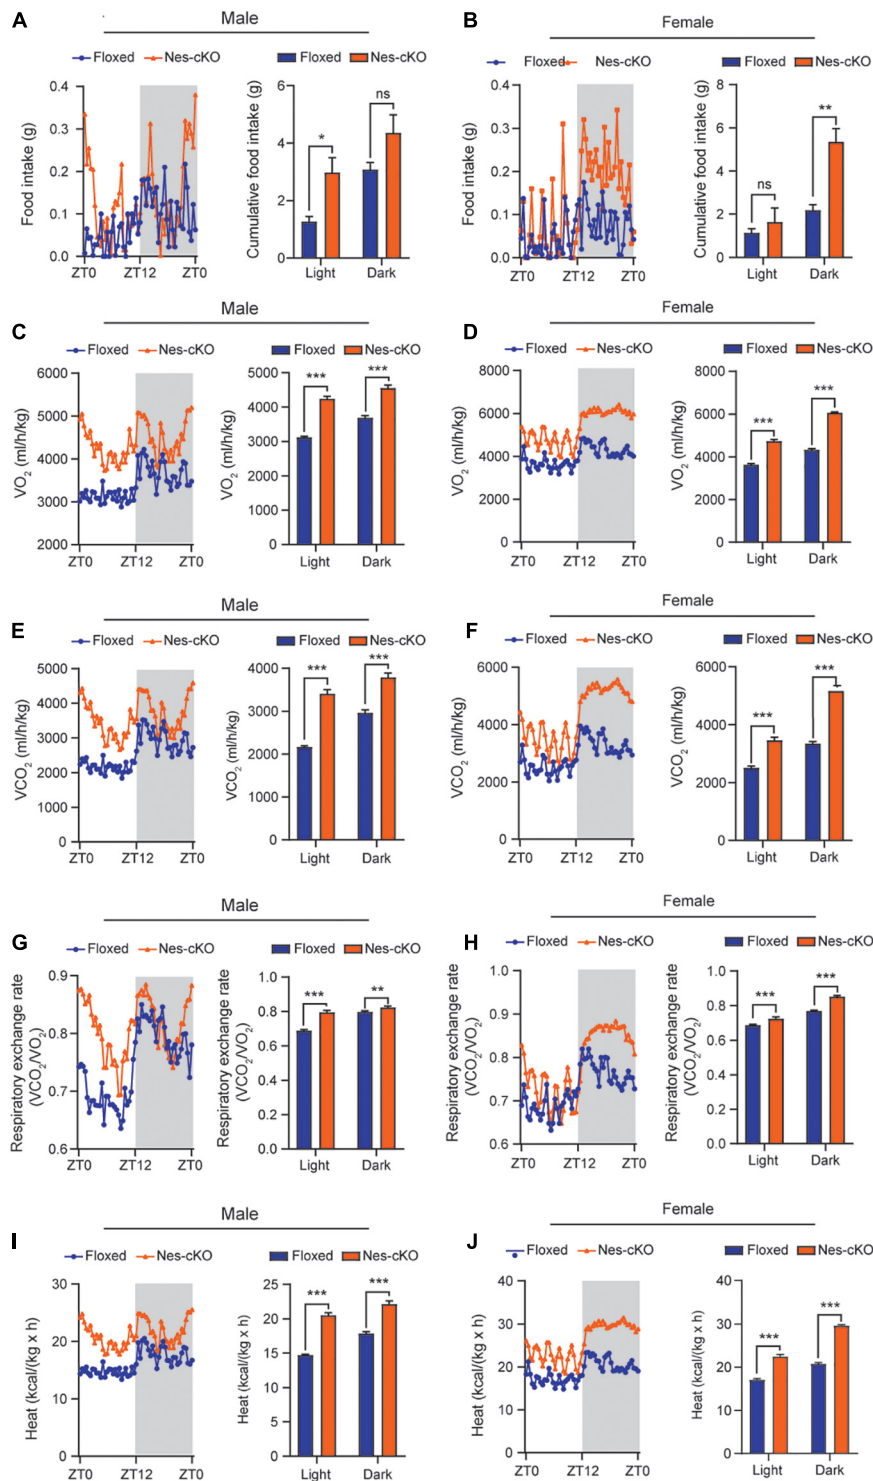 A
Male
Floxed
Nes-cKO
Floxed
Nes-cKO
Food intake (g)
0.4
0.3
0.2
0.1
0.0
ZT0
ZT12
ZT0
Cumulative food intake (g)
6
4
2
0
*
ns
Light
Dark
B
Female
Floxed
Nes-cKO
Floxed
Nes-cKO
Food intake (g)
0.4
0.3
0.2
0.1
0.0
ZT0
ZT12
ZT0
Cumulative food intake (g)
8
6
4
2
0
ns
**
Light
Dark
C
Male
Floxed
Nes-cKO
Floxed
Nes-cKO
VO2 (ml/h/kg)
6000
5000
4000
3000
2000
ZT0
ZT12
ZT0
VO2 (ml/h/kg)
5000
4000
3000
2000
1000
0
***
***
Light
Dark
D
Female
Floxed
Nes-cKO
Floxed
Nes-cKO
VO2 (ml/h/kg)
8000
6000
4000
2000
0
ZT0
ZT12
ZT0
VO2 (ml/h/kg)
8000
6000
4000
2000
0
***
***
Light
Dark
E
Male
Floxed
Nes-cKO
Floxed
Nes-cKO
VCO2 (ml/h/kg)
5000
4000
3000
2000
1000
0
ZT0
ZT12
ZT0
VCO2 (ml/h/kg)
4000
3000
2000
1000
0
***
***
Light
Dark
F
Female
Floxed
Nes-cKO
Floxed
Nes-cKO
VCO2 (ml/h/kg)
6000
4000
2000
0
ZT0
ZT12
ZT0
VCO2 (ml/h/kg)
6000
4000
2000
0
***
***
Light
Dark
G
Male
Floxed
Nes-cKO
Floxed
Nes-cKO
Respiratory exchange rate
(VCO2/VO2)
0.9
0.8
0.7
0.6
ZT0
ZT12
ZT0
Respiratory exchange rate
(VCO2/VO2)
1.0
0.8
0.6
0.4
0.2
0.0
***
**
Light
Dark
H
Female
Floxed
Nes-cKO
Floxed
Nes-cKO
Respiratory exchange rate
(VCO2/VO2)
1.0
0.9
0.8
0.7
0.6
ZT0
ZT12
ZT0
Respiratory exchange rate
(VCO2/VO2)
1.0
0.8
0.6
0.4
0.2
0.0
***
***
Light
Dark
I
Male
Floxed
Nes-cKO
Floxed
Nes-cKO
Heat (kcal/(kg x h)
30
25
20
15
10
5
0
ZT0
ZT12
ZT0
Heat (kcal/(kg x h)
25
20
15
10
5
0
***
***
Light
Dark
J
Female
Floxed
Nes-cKO
Floxed
Nes-cKO
Heat (kcal/(kg x h)
40
30
20
10
0
ZT0
ZT12
ZT0
Heat (kcal/(kg x h)
40
30
20
10
0
***
***
Light
Dark